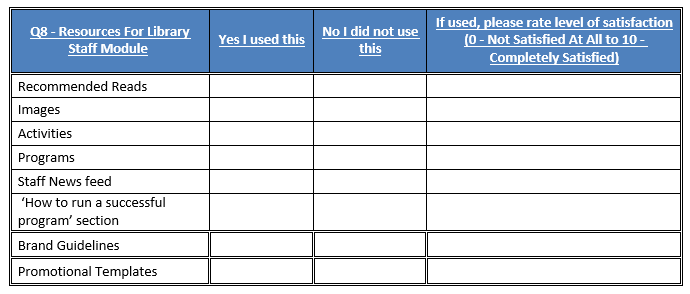 Q8 - Resources For Library
Staff Module
Yes I used this
No I did not use
this
If used, please rate level of satisfaction
(0 - Not Satisfied At All to 10 -
Completely Satisfied)
Recommended Reads
Images
Activities
Programs
Staff News feed
‘How to run a successful
program’ section
Brand Guidelines
Promotional Templates